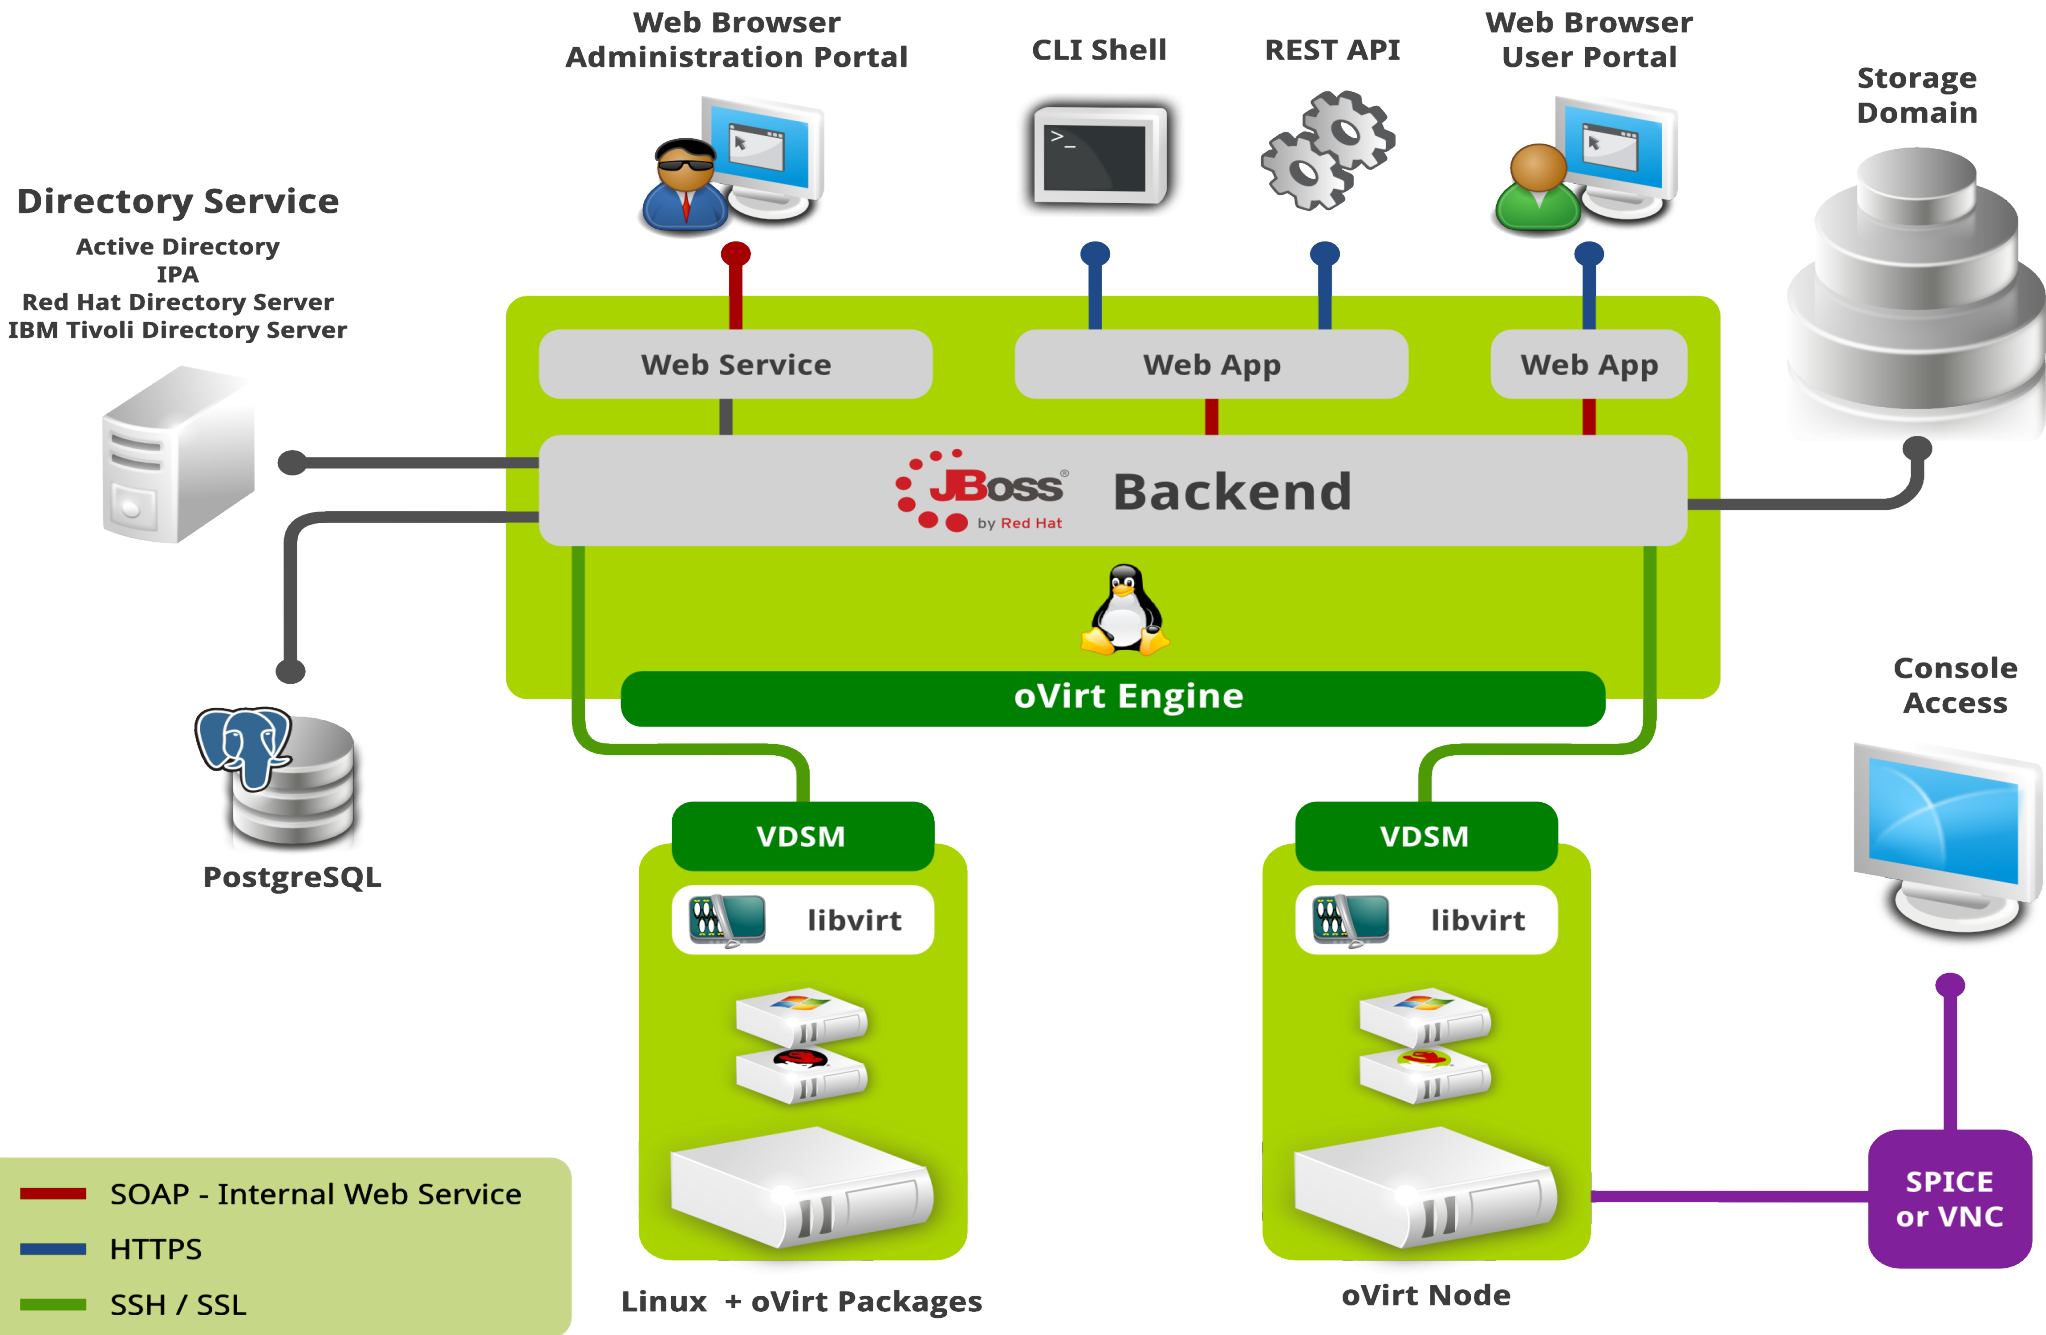 Web Browser
Administration Portal
CLI Shell
REST API
Web Browser
User Portal
Storage
Domain
Directory Service
Active Directory
IPA
Red Hat Directory Server
IBM Tivoli Directory Server
>_
Web Service
Web App
Web App
JBoss®
by Red Hat
Backend
oVirt Engine
PostgreSQL
Console
Access
VDSM
libvirt
VDSM
libvirt
SPICE
or VNC
Linux + oVirt Packages
oVirt Node
SOAP - Internal Web Service
HTTPS
SSH / SSL